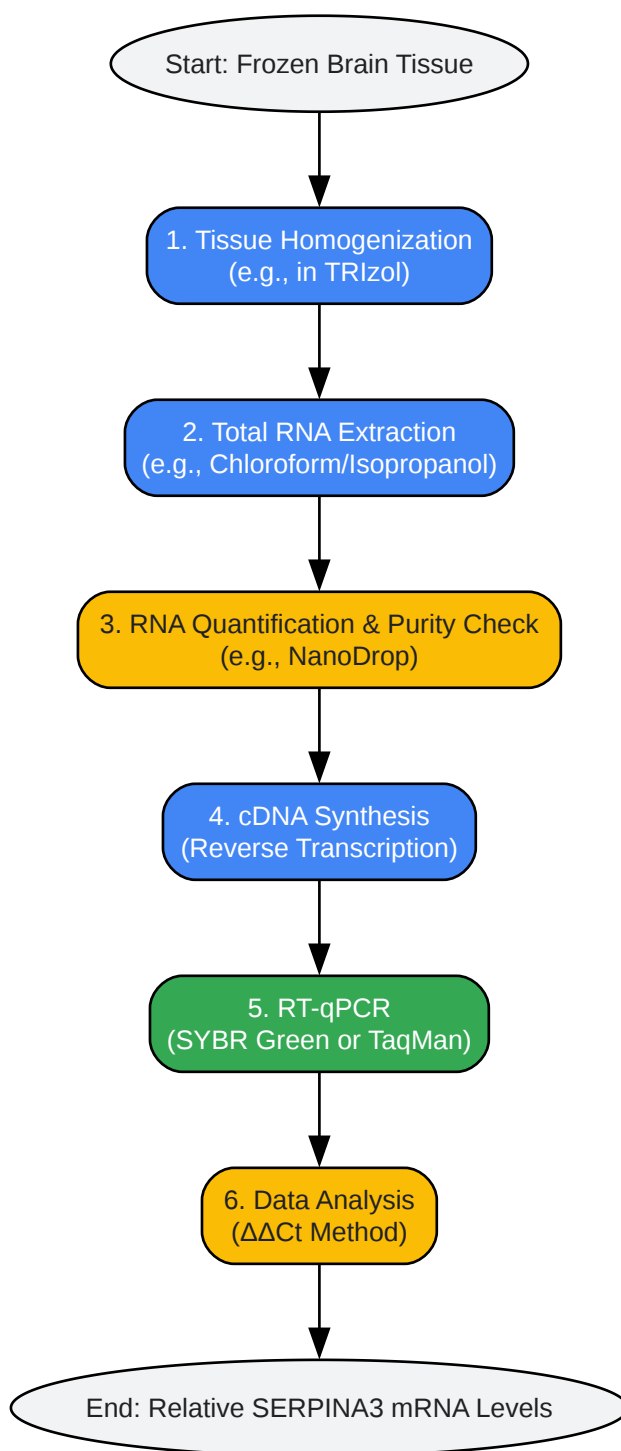 Start: Frozen Brain Tissue
1. Tissue Homogenization
(e.g., in TRIzol)
2. Total RNA Extraction
(e.g., Chloroform/Isopropanol)
3. RNA Quantification & Purity Check
(e.g., NanoDrop)
4. cDNA Synthesis
(Reverse Transcription)
5. RT-qPCR
(SYBR Green or TaqMan)
6. Data Analysis
(ΔΔCt Method)
End: Relative SERPINA3 mRNA Levels